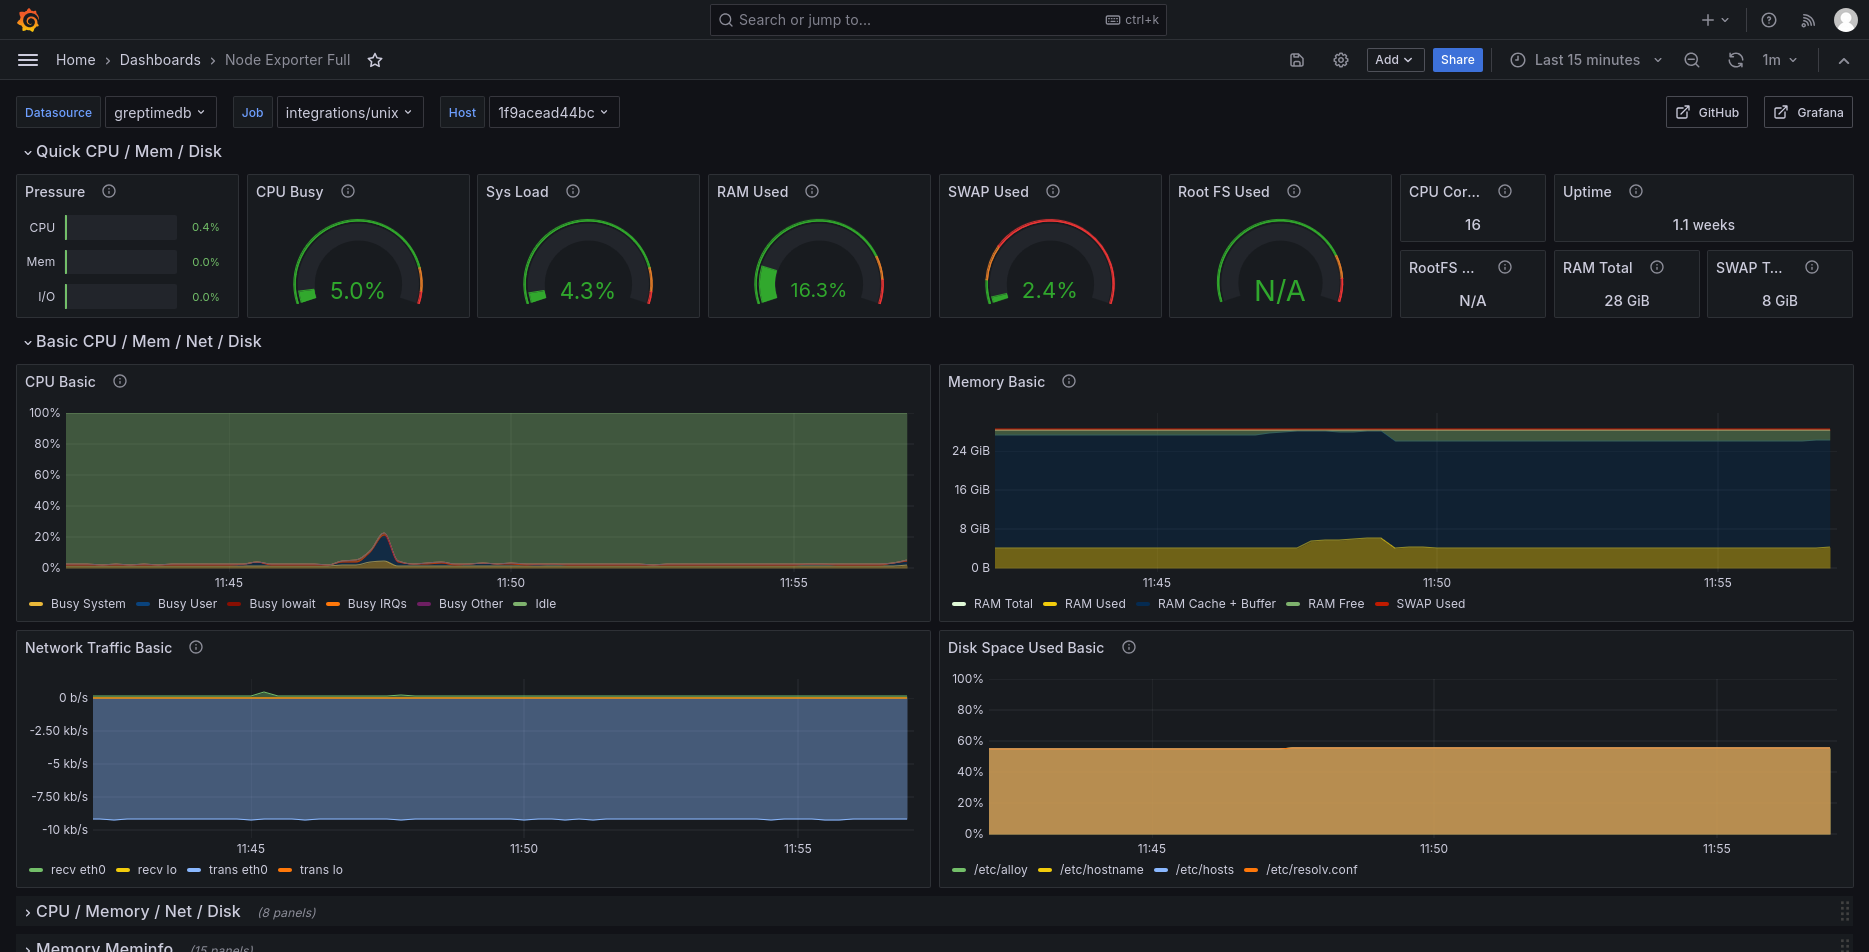 Search or jump to... ctrl+k
Home › Dashboards › Node Exporter Full Add Share Last 15 minutes 1m
Datasource greptimedb Job integrations/unix Host 1f9acead44bc GitHub Grafana
Quick CPU / Mem / Disk
Pressure
CPU 0.4%
Mem 0.0%
I/O 0.0%
CPU Busy
5.0%
Sys Load
4.3%
RAM Used
16.3%
SWAP Used
2.4%
Root FS Used
N/A
CPU Cor...
16
Uptime
1.1 weeks
RootFS ...
N/A
RAM Total
28 GiB
SWAP T...
8 GiB
Basic CPU / Mem / Net / Disk
CPU Basic
100%
80%
60%
40%
20%
0%
11:45 11:50 11:55
Busy System Busy User Busy Iowait Busy IRQs Busy Other Idle
Memory Basic
24 GiB
16 GiB
8 GiB
0 B
11:45 11:50 11:55
RAM Total RAM Used RAM Cache + Buffer RAM Free SWAP Used
Network Traffic Basic
0 b/s
-2.50 kb/s
-5 kb/s
-7.50 kb/s
-10 kb/s
11:45 11:50 11:55
recv eth0 recv lo trans eth0 trans lo
Disk Space Used Basic
100%
80%
60%
40%
20%
0%
11:45 11:50 11:55
/etc/alloy /etc/hostname /etc/hosts /etc/resolv.conf
CPU / Memory / Net / Disk (8 panels)
Memory Meminfo (15 panels)